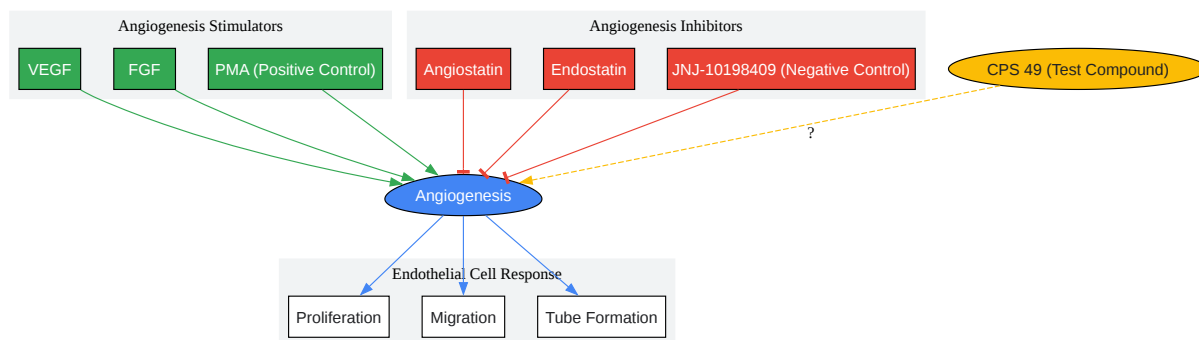 Angiogenesis Stimulators
Angiogenesis Inhibitors
VEGF
FGF
PMA (Positive Control)
Angiostatin
Endostatin
JNJ-10198409 (Negative Control)
CPS 49 (Test Compound)
?
Angiogenesis
Endothelial Cell Response
Proliferation
Migration
Tube Formation